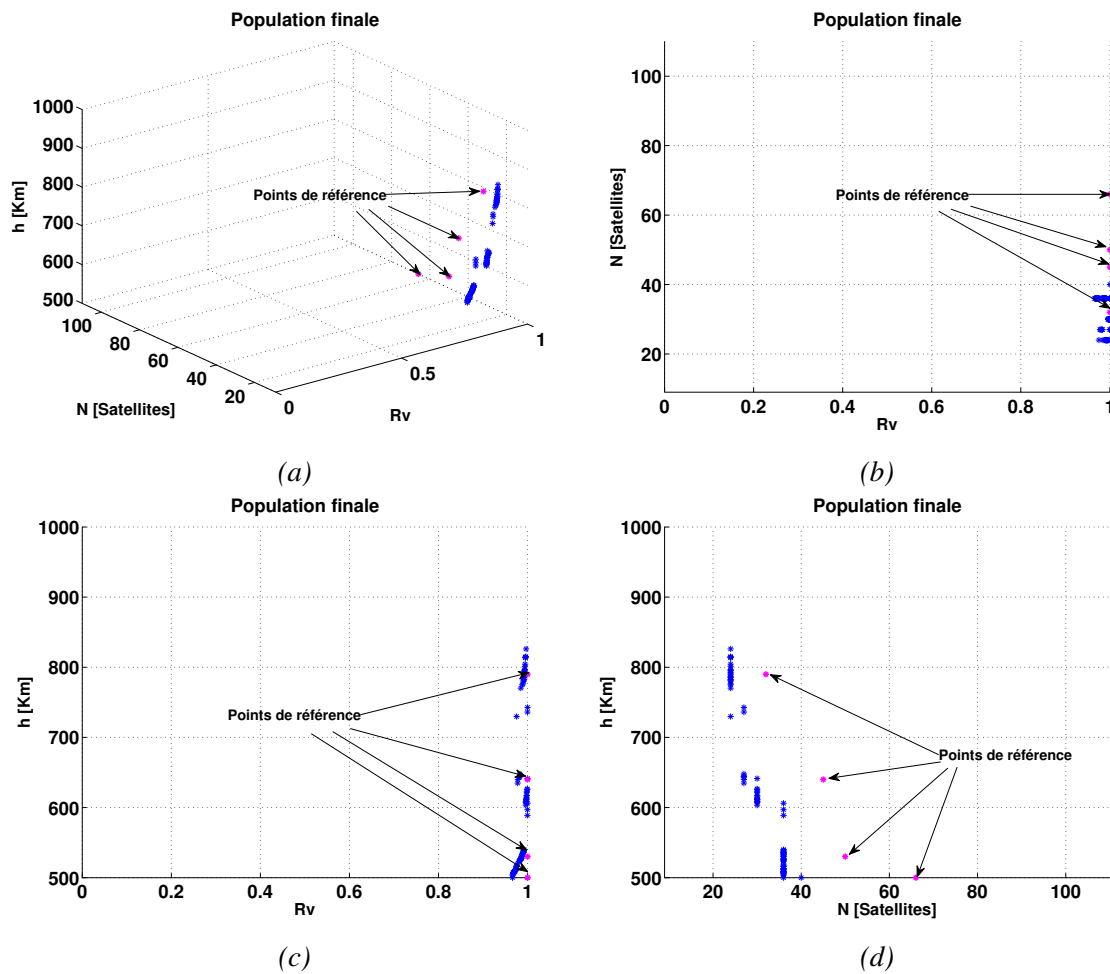 Population finale
1000
900
800
700
600
500
h [Km]
Points de référence
100
80
60
40
20
N [Satellites]
0
0.5
1
Rv
(a)
Population finale
100
80
60
40
20
N [Satellites]
Points de référence
0
0.2
0.4
0.6
0.8
1
Rv
(b)
Population finale
1000
900
800
700
600
500
h [Km]
Points de référence
0
0.2
0.4
0.6
0.8
1
Rv
(c)
Population finale
1000
900
800
700
600
500
h [Km]
Points de référence
20
40
60
80
100
N [Satellites]
(d)